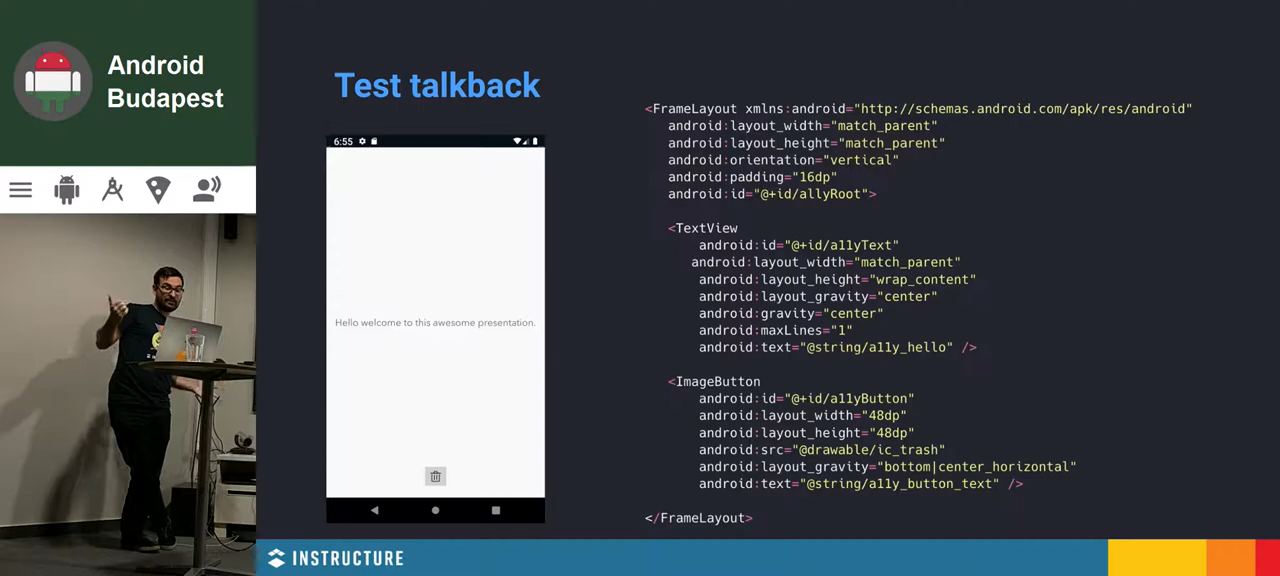 Android
Budapest
Test talkback
6:55
Hello welcome to this awesome presentation.
<FrameLayout xmlns:android="http://schemas.android.com/apk/res/android"
android:layout_width="match_parent"
android:layout_height="match_parent"
android:orientation="vertical"
android:padding="16dp"
android:id="@+id/allyRoot">
<TextView
android:id="@+id/a11yText"
android:layout_width="match_parent"
android:layout_height="wrap_content"
android:layout_gravity="center"
android:gravity="center"
android:maxLines="1"
android:text="@string/a11y_hello" />
<ImageButton
android:id="@+id/a11yButton"
android:layout_width="48dp"
android:layout_height="48dp"
android:src="@drawable/ic_trash"
android:layout_gravity="bottom|center_horizontal"
android:text="@string/a11y_button_text" />
</FrameLayout>
INSTRUCTURE